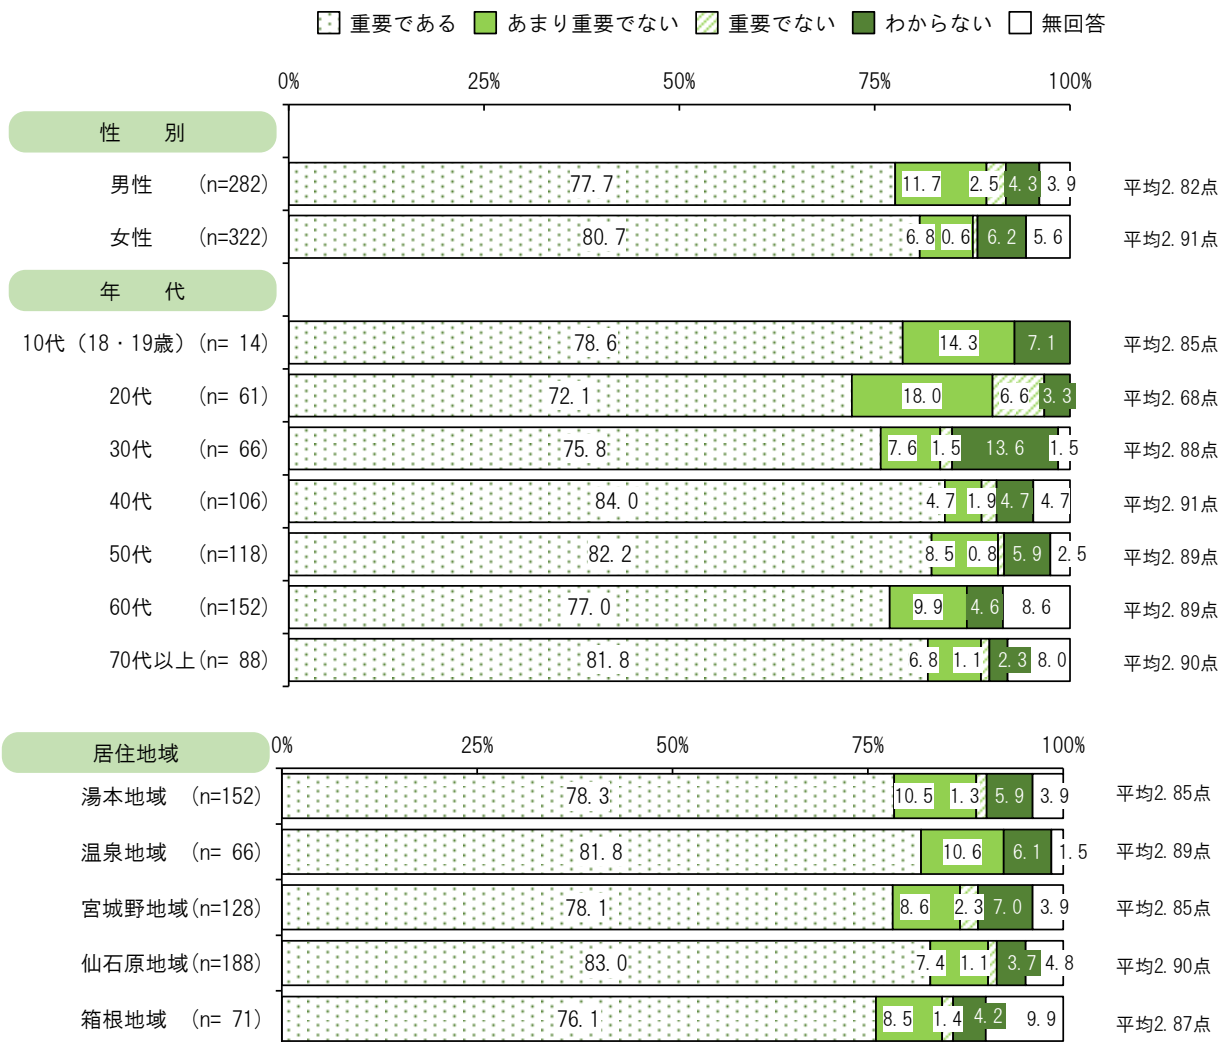 重要である あまり重要でない 重要でない わからない 無回答
0% 25% 50% 75% 100%
性 別
男性 (n=282) 77.7 11.7 2.5 4.3 3.9 平均2.82点
女性 (n=322) 80.7 6.8 0.6 6.2 5.6 平均2.91点
年 代
10代（18・19歳）(n= 14) 78.6 14.3 7.1 平均2.85点
20代 (n= 61) 72.1 18.0 6.6 3.3 平均2.68点
30代 (n= 66) 75.8 7.6 1.5 13.6 1.5 平均2.88点
40代 (n=106) 84.0 4.7 1.9 4.7 4.7 平均2.91点
50代 (n=118) 82.2 8.5 0.8 5.9 2.5 平均2.89点
60代 (n=152) 77.0 9.9 4.6 8.6 平均2.89点
70代以上(n= 88) 81.8 6.8 1.1 2.3 8.0 平均2.90点
居住地域 0% 25% 50% 75% 100%
湯本地域 (n=152) 78.3 10.5 1.3 5.9 3.9 平均2.85点
温泉地域 (n= 66) 81.8 10.6 6.1 1.5 平均2.89点
宮城野地域(n=128) 78.1 8.6 2.3 7.0 3.9 平均2.85点
仙石原地域(n=188) 83.0 7.4 1.1 3.7 4.8 平均2.90点
箱根地域 (n= 71) 76.1 8.5 1.4 4.2 9.9 平均2.87点